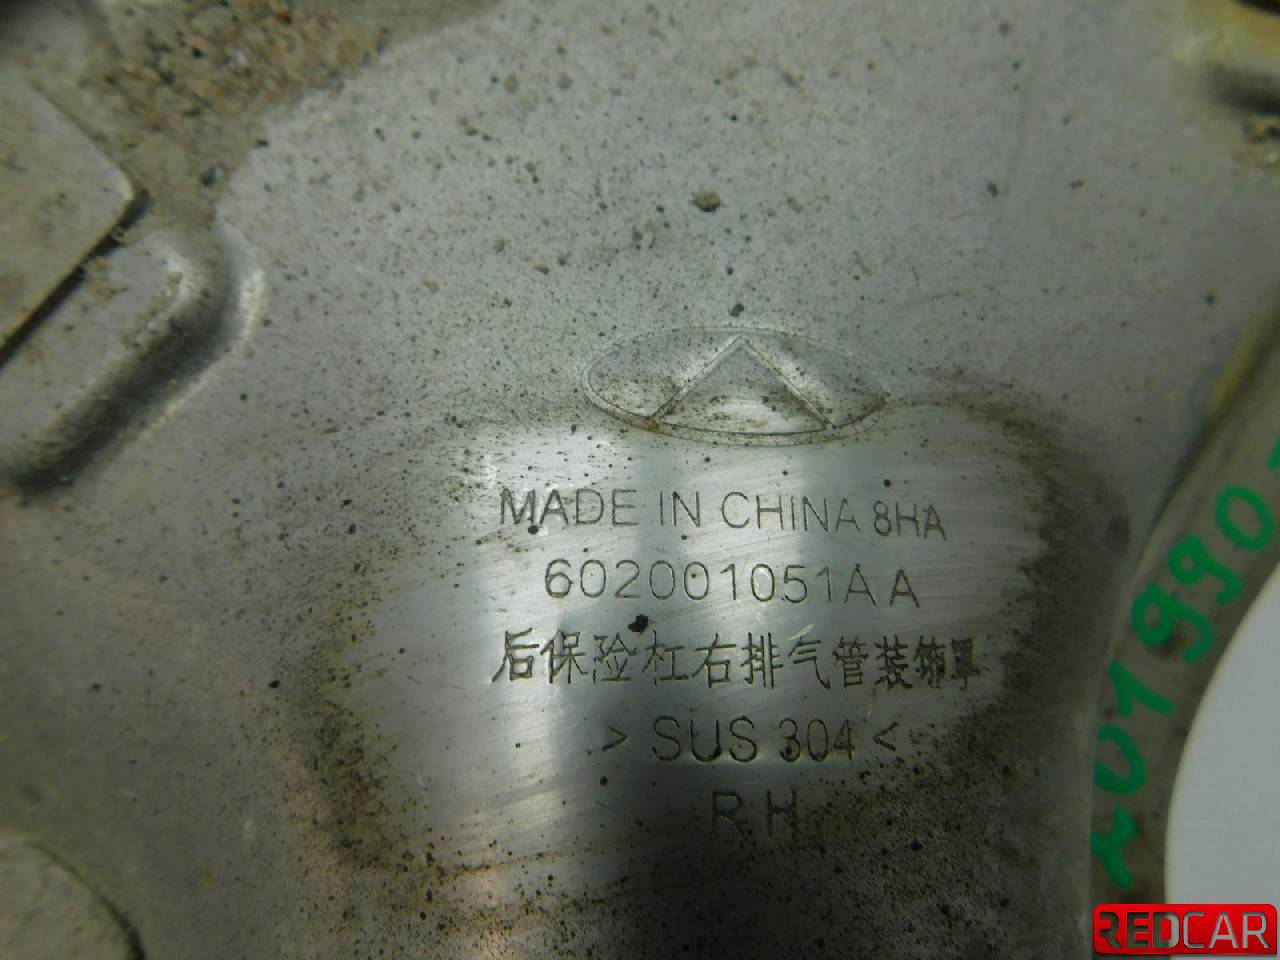 MADE IN CHINA 8HA
602001051AA
后保险杠右排气管装饰罩
> SUS 304 <
RH
REDCAR